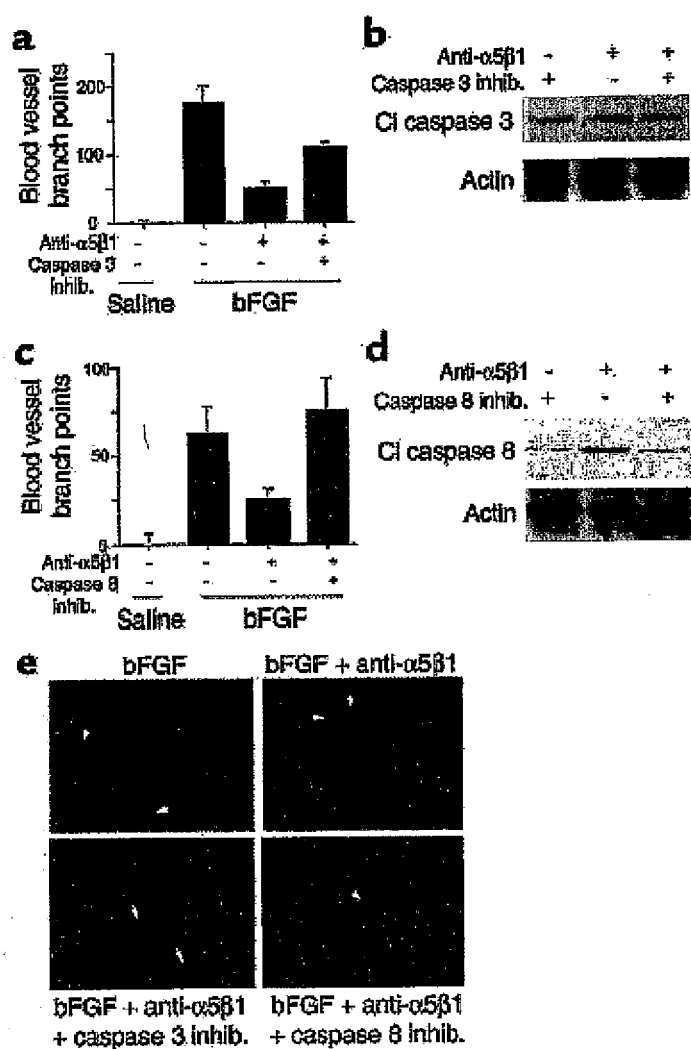 a
Blood vessel
branch points
200
100
0
Anti-α5β1 - - + +
Caspase 3 inhib. - - - +
Saline bFGF
b
Anti-α5β1 - + +
Caspase 3 inhib. + - +
Cl caspase 3
Actin
c
Blood vessel
branch points
100
50
0
Anti-α5β1 - - + +
Caspase 8 inhib. - - - +
Saline bFGF
d
Anti-α5β1 - + +
Caspase 8 inhib. + - +
Cl caspase 8
Actin
e
bFGF
bFGF + anti-α5β1
bFGF + anti-α5β1
+ caspase 3 inhib.
bFGF + anti-α5β1
+ caspase 8 inhib.